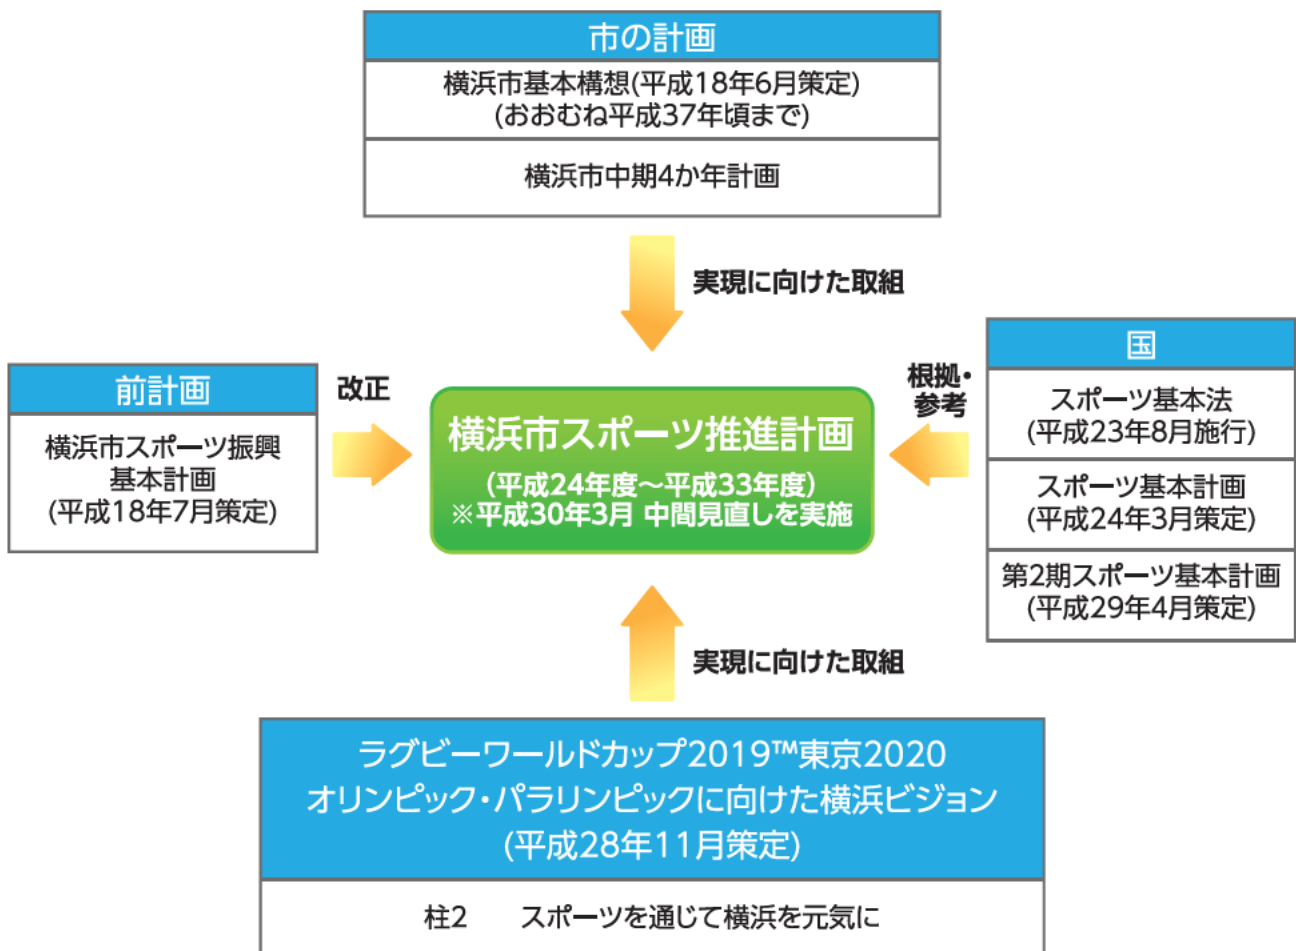 市の計画
横浜市基本構想(平成18年6月策定)
(おおむね平成37年頃まで)
横浜市中期4か年計画
実現に向けた取組
前計画
横浜市スポーツ振興
基本計画
(平成18年7月策定)
改正
横浜市スポーツ推進計画
(平成24年度～平成33年度)
※平成30年3月 中間見直しを実施
根拠・
参考
国
スポーツ基本法
(平成23年8月施行)
スポーツ基本計画
(平成24年3月策定)
第2期スポーツ基本計画
(平成29年4月策定)
実現に向けた取組
ラグビーワールドカップ2019™東京2020
オリンピック・パラリンピックに向けた横浜ビジョン
(平成28年11月策定)
柱2　スポーツを通じて横浜を元気に